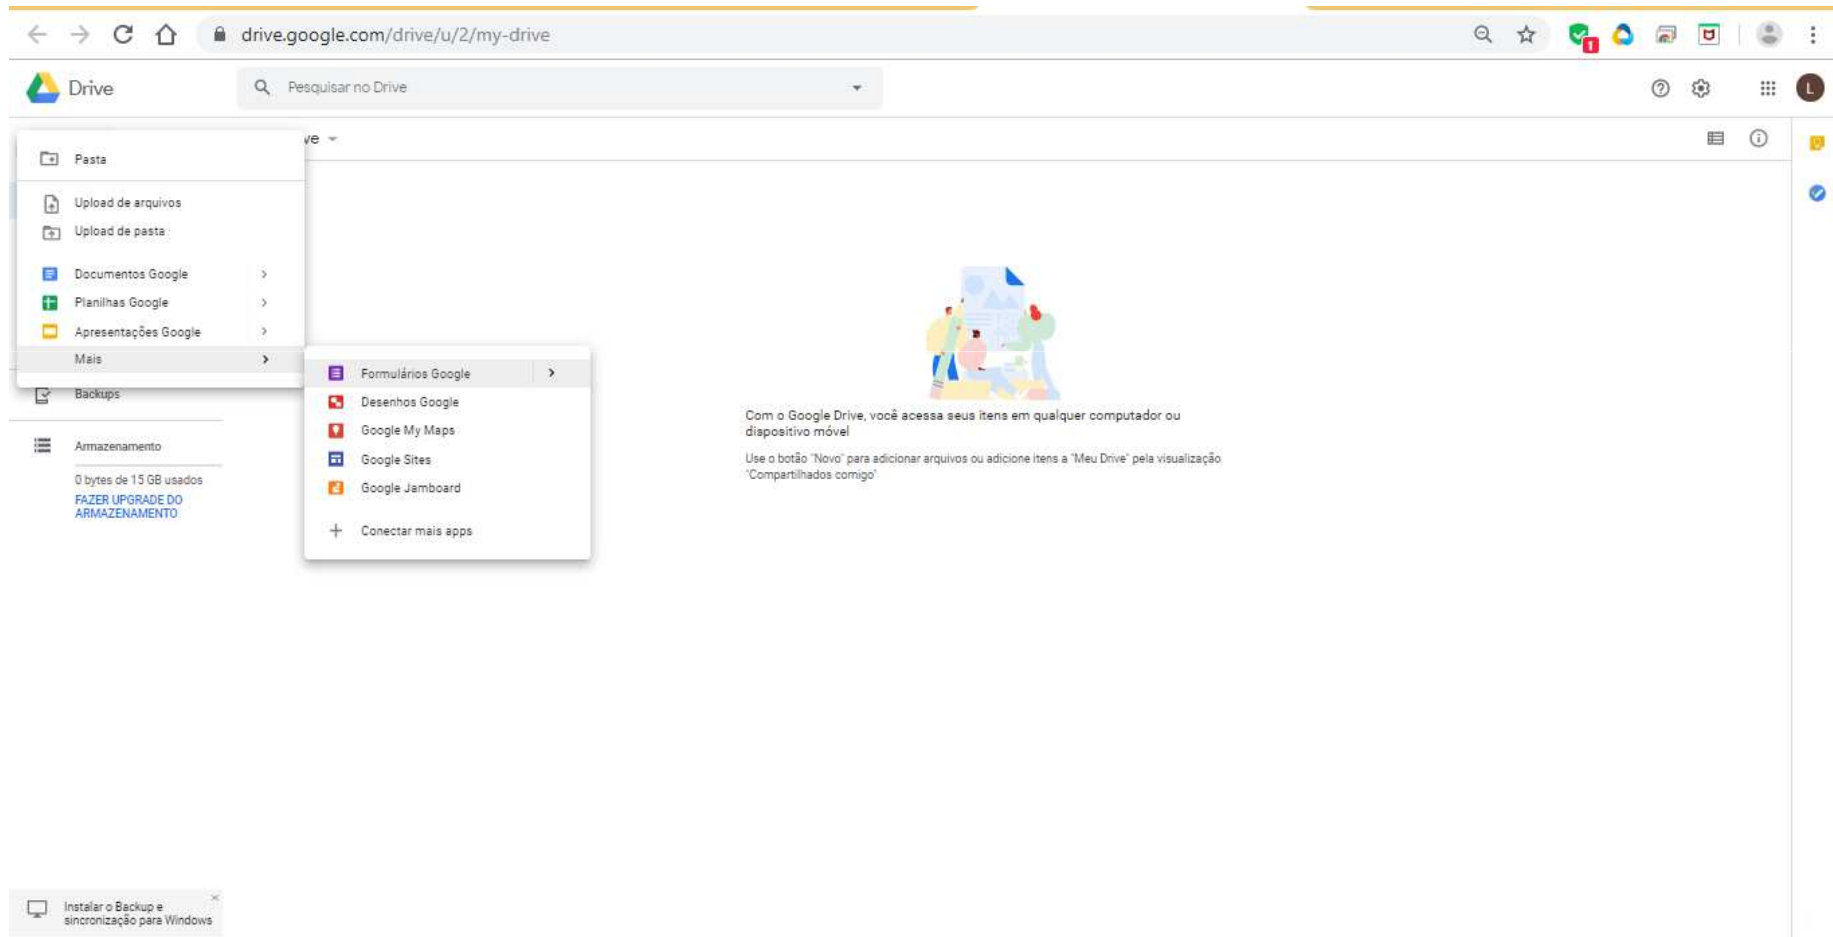 drive.google.com/drive/u/2/my-drive
1
Drive
Pesquisar no Drive
L
ve
Pasta
Upload de arquivos
Upload de pasta
Documentos Google
Planilhas Google
Apresentações Google
Mais
Formulários Google
Desenhos Google
Google My Maps
Google Sites
Google Jamboard
Conectar mais apps
Backups
Armazenamento
0 bytes de 15 GB usados
FAZER UPGRADE DO
ARMAZENAMENTO
Com o Google Drive, você acessa seus itens em qualquer computador ou
dispositivo móvel
Use o botão "Novo" para adicionar arquivos ou adicione itens a "Meu Drive" pela visualização
"Compartilhados comigo"
Instalar o Backup e
sincronização para Windows